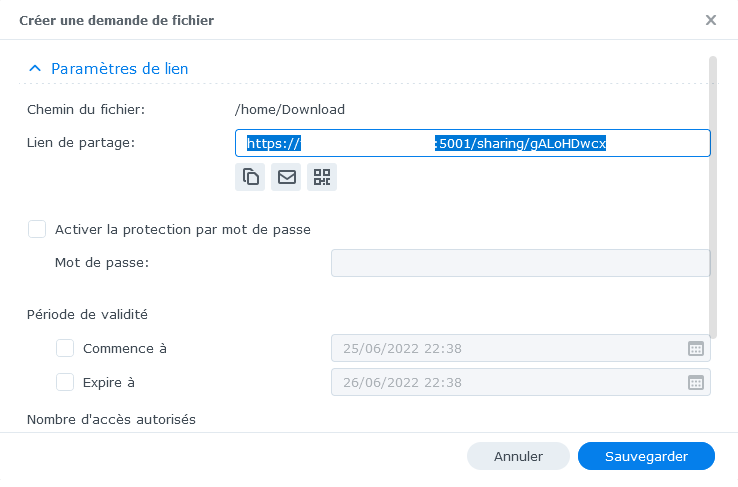 Créer une demande de fichier
Paramètres de lien
Chemin du fichier: /home/Download
Lien de partage: https:// :5001/sharing/gALoHDwcx
Activer la protection par mot de passe
Mot de passe:
Période de validité
Commence à 25/06/2022 22:38
Expire à 26/06/2022 22:38
Nombre d'accès autorisés
Annuler Sauvegarder